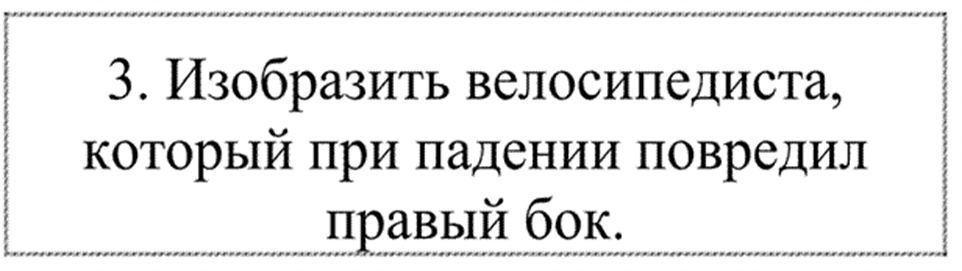 3. Изобразить велосипедиста,
который при падении повредил
правый бок.